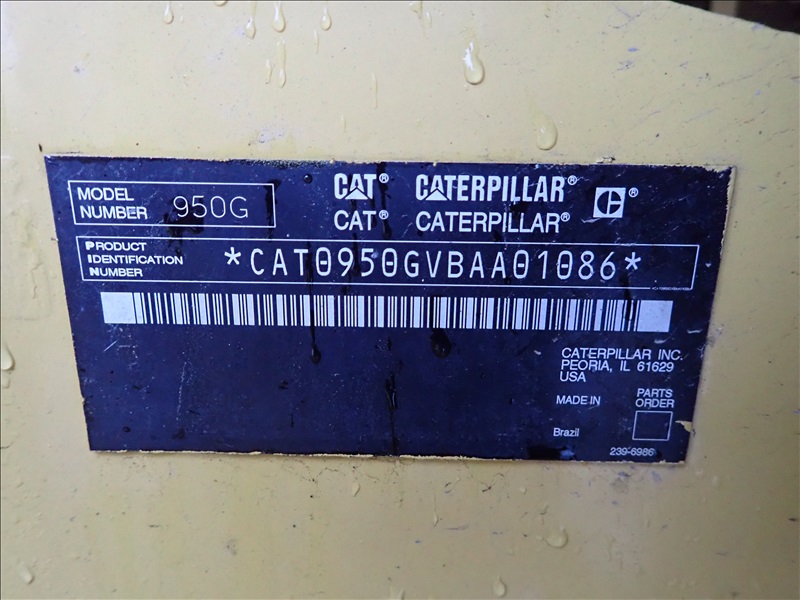 MODEL NUMBER 950G
CAT® CATERPILLAR® C®
CAT® CATERPILLAR®
PRODUCT IDENTIFICATION NUMBER *CAT0950GVBAA01086*
CATERPILLAR INC.
PEORIA, IL 61629
USA
MADE IN
PARTS ORDER
Brazil
239-6986